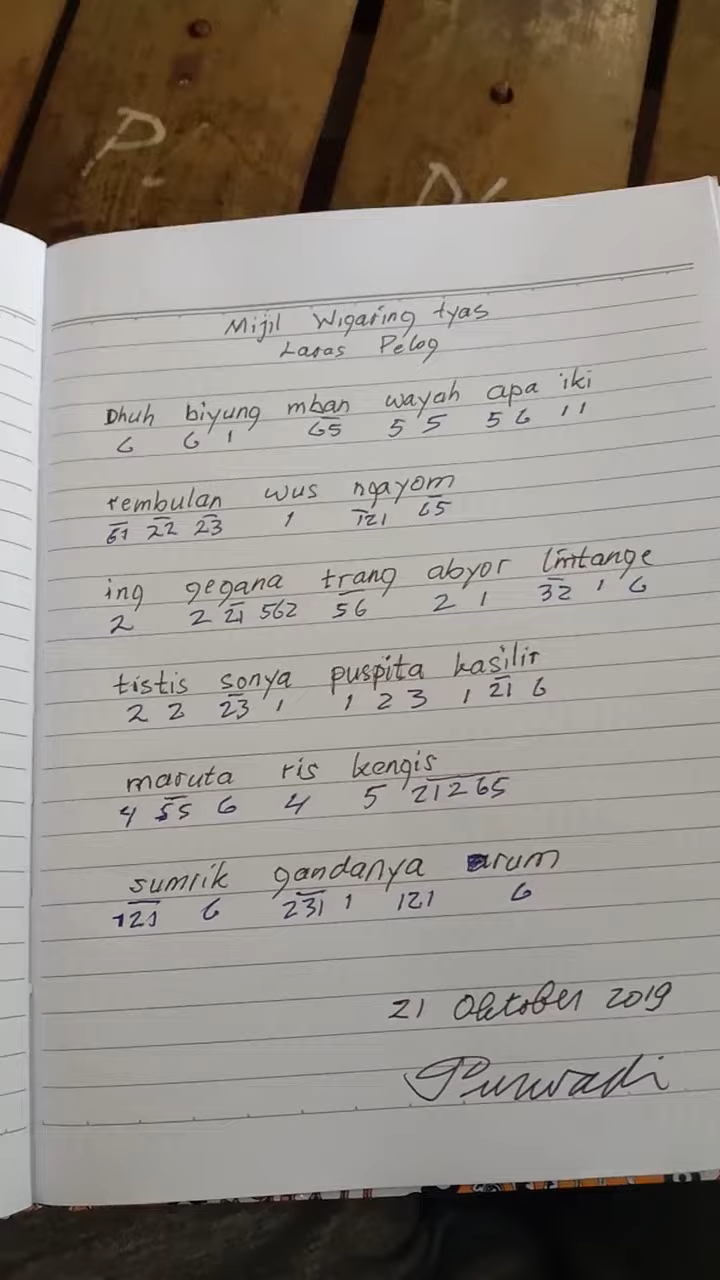 P.
Mijil Wigaring tyas
Laras Pelog
Dhuh biyung mban wayah apa iki
6 6 1 65 5 5 5 6 1 1
rembulan wus ngayom
61 22 23 1 121 65
ing gegana trang abyor lintange
2 2 21 562 56 2 1 32 1 6
tistis sonya puspita kasilir
2 2 23 1 1 2 3 1 21 6
maruta ris kengis
4 55 6 4 5 21265
sumrik gandanya arum
121 6 231 1 121 6
21 Oktober 2019
Purwadi